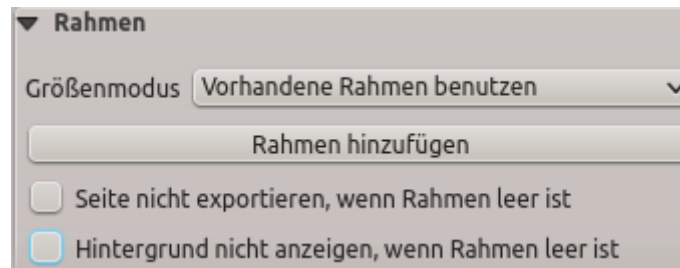 Rahmen
Größenmodus Vorhandene Rahmen benutzen
Rahmen hinzufügen
Seite nicht exportieren, wenn Rahmen leer ist
Hintergrund nicht anzeigen, wenn Rahmen leer ist